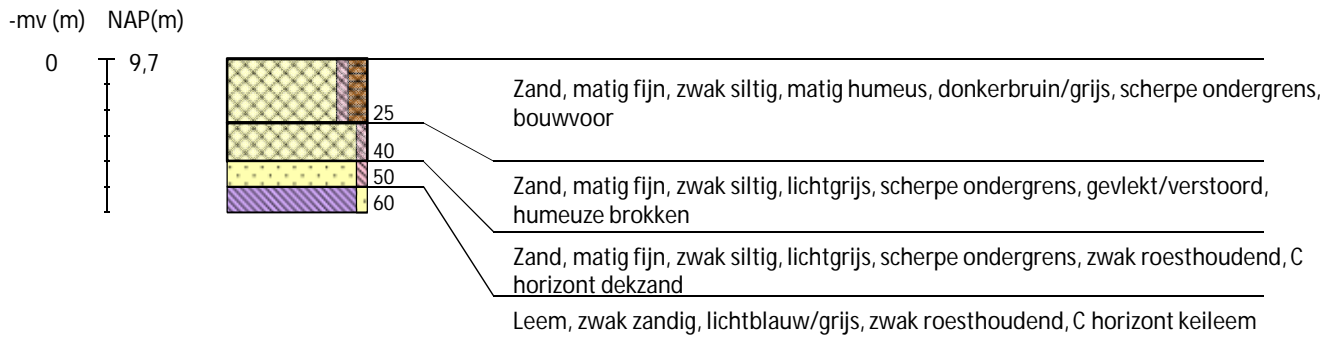 -mv (m) NAP(m)
0 9,7
Zand, matig fijn, zwak siltig, matig humeus, donkerbruin/grijs, scherpe ondergrens,
bouwvoor
25
40
Zand, matig fijn, zwak siltig, lichtgrijs, scherpe ondergrens, gevlekt/verstoord,
humeuze brokken
50
60
Zand, matig fijn, zwak siltig, lichtgrijs, scherpe ondergrens, zwak roesthoudend, C
horizont dekzand
Leem, zwak zandig, lichtblauw/grijs, zwak roesthoudend, C horizont keileem